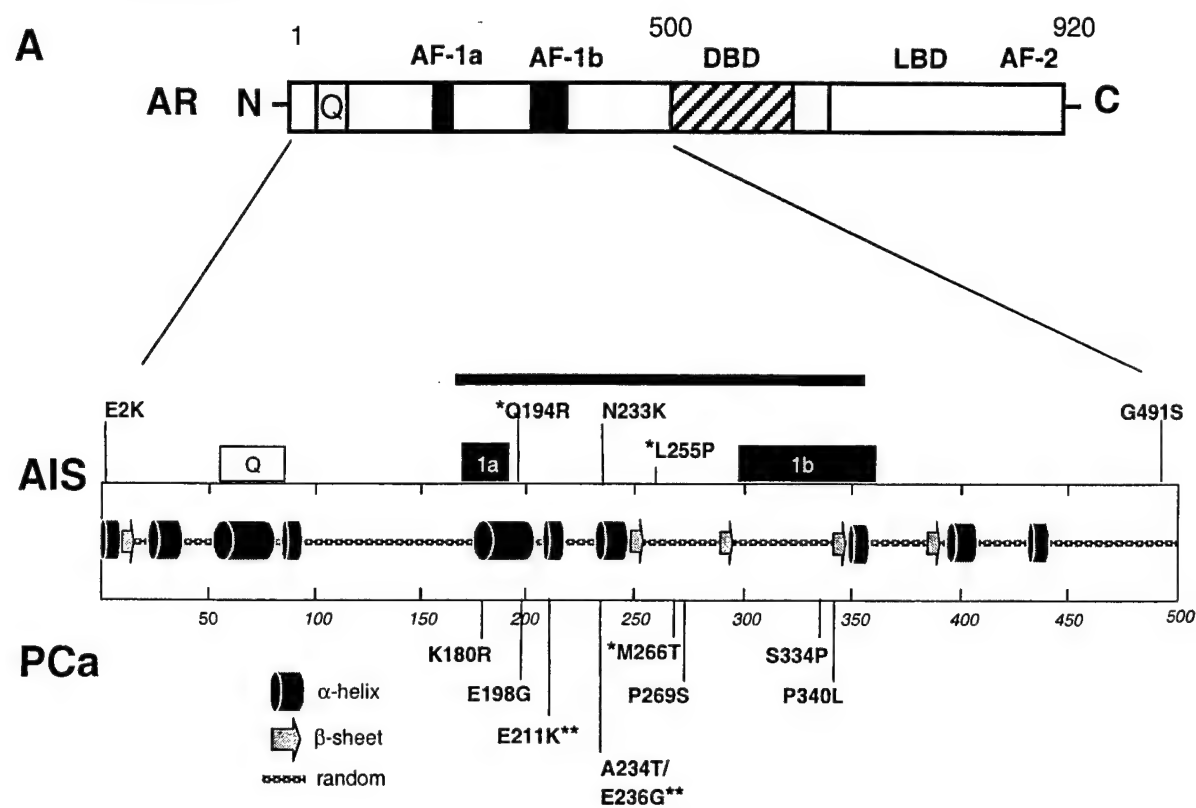 A
1
500
920
AF-1a AF-1b DBD LBD AF-2
AR N Q C
E2K *Q194R N233K G491S
*L255P
AIS Q 1a 1b
50 100 150 200 250 300 350 400 450 500
PCa
K180R *M266T S334P
E198G P269S P340L
α-helix
E211K**
β-sheet
A234T/
random
E236G**